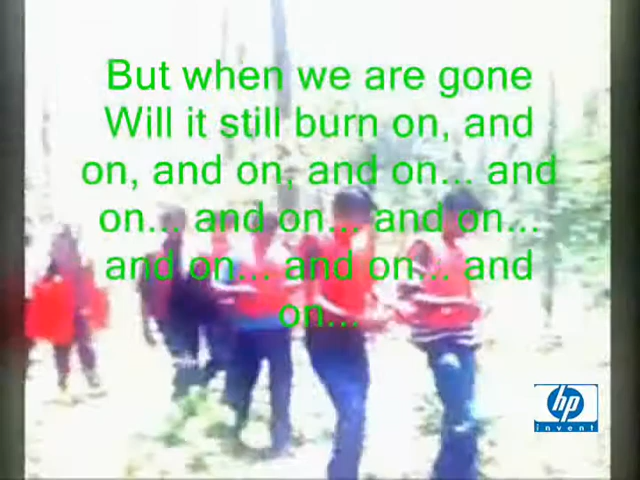 But when we are gone
Will it still burn on, and
on, and on, and on... and
on... and on... and on...
and on... and on... and
on...
hp
invent